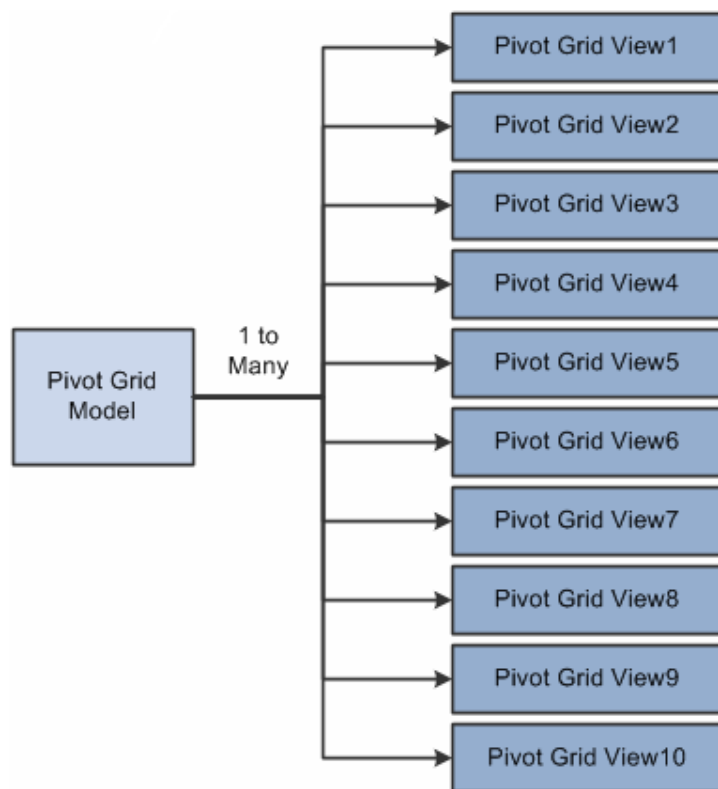 Pivot Grid View1
Pivot Grid View2
Pivot Grid View3
Pivot Grid View4
1 to
Many
Pivot Grid
Model
Pivot Grid View5
Pivot Grid View6
Pivot Grid View7
Pivot Grid View8
Pivot Grid View9
Pivot Grid View10